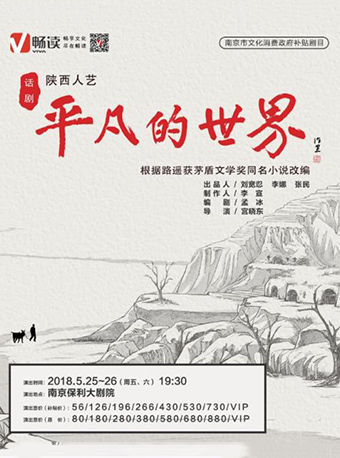 畅读 畅享文化
VIVA 尽在畅读
南京市文化消费政府补贴剧目
话剧 陕西人艺
平凡的世界
根据路遥获茅盾文学奖同名小说改编
出品人/刘宽忍 李娜 张民
制作人/李宣
编剧/孟冰
导演/宫晓东
演出时间：2018.5.25~26（周五、六）19:30
演出地点：南京保利大剧院
演出票价（补贴价）：56/126/196/266/430/530/730/VIP
演出票价（原价）：80/180/280/380/580/680/880/VIP